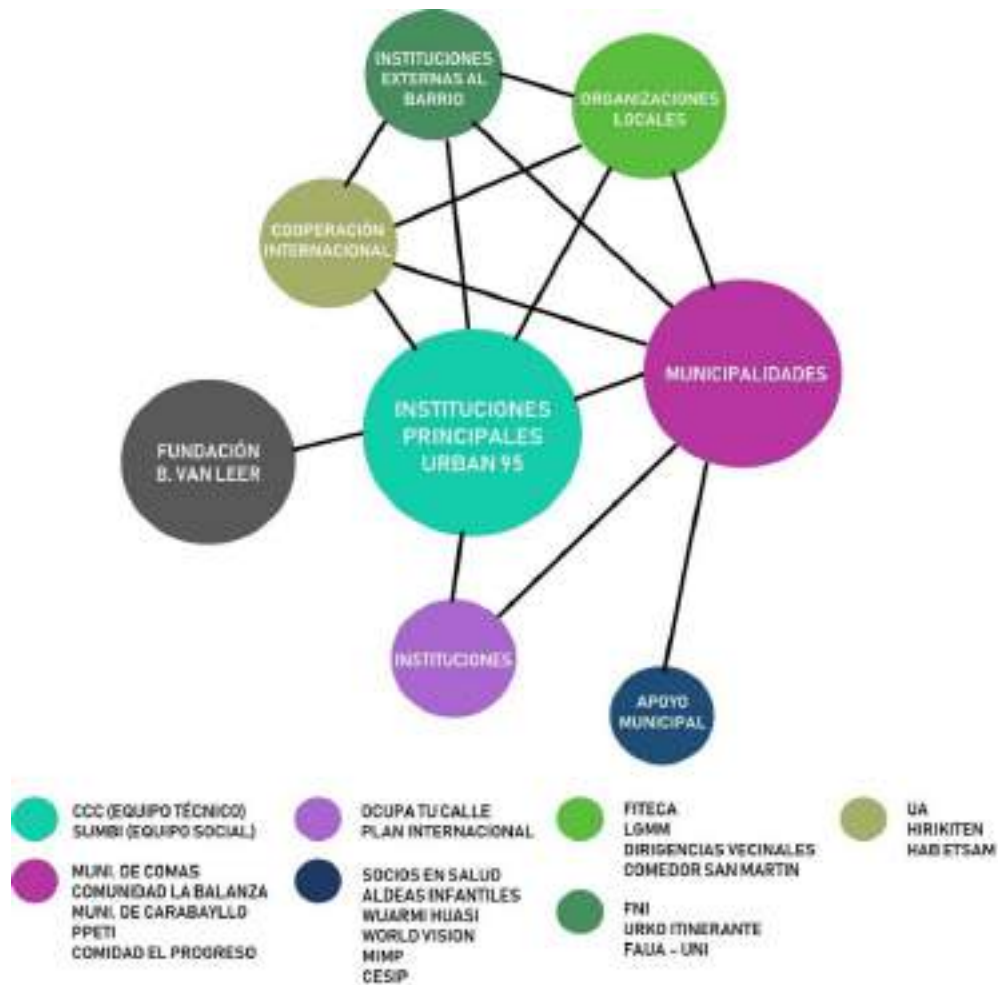 INSTITUCIONES
EXTERNAS AL
BARRIO
ORGANIZACIONES
LOCALES
COOPERACIÓN
INTERNACIONAL
MUNICIPALIDADES
INSTITUCIONES
PRINCIPALES
URBAN 95
FUNDACIÓN
B. VAN LEER
INSTITUCIONES
APOYO
MUNICIPAL
CCC (EQUIPO TÉCNICO)
SUMBI (EQUIPO SOCIAL)
MUNI. DE COMAS
COMUNIDAD LA BALANZA
MUNI. DE CARABAYLLO
PPETI
COMIDAD EL PROGRESO
OCUPA TU CALLE
PLAN INTERNACIONAL
SOCIOS EN SALUD
ALDEAS INFANTILES
WUARMI HUASI
WORLD VISION
MIMP
CESIP
FITECA
LGMM
DIRIGENCIAS VECINALES
COMEDOR SAN MARTIN
FNI
URKO ITINERANTE
FAUA - UNI
UA
HIRIKITEN
HAB ETSAM